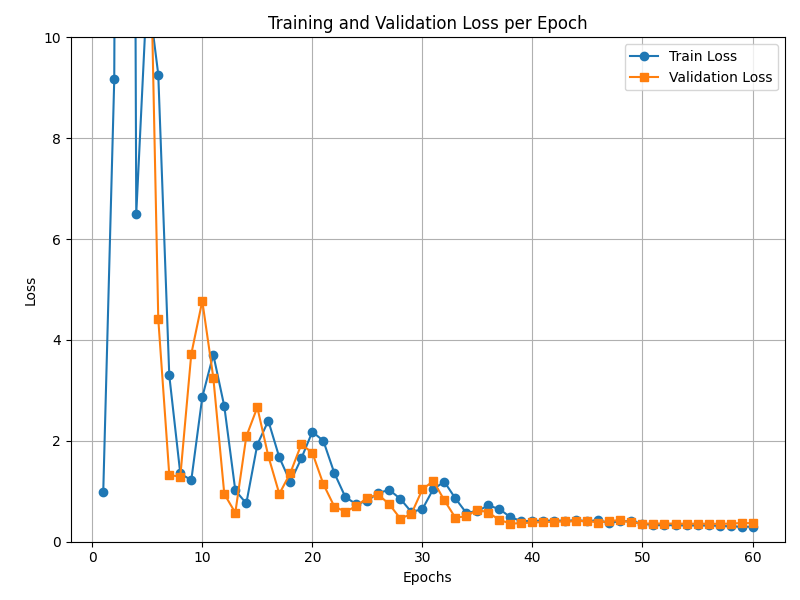 Training and Validation Loss per Epoch
Train Loss
Validation Loss
Loss
10
8
6
4
2
0
0 10 20 30 40 50 60
Epochs